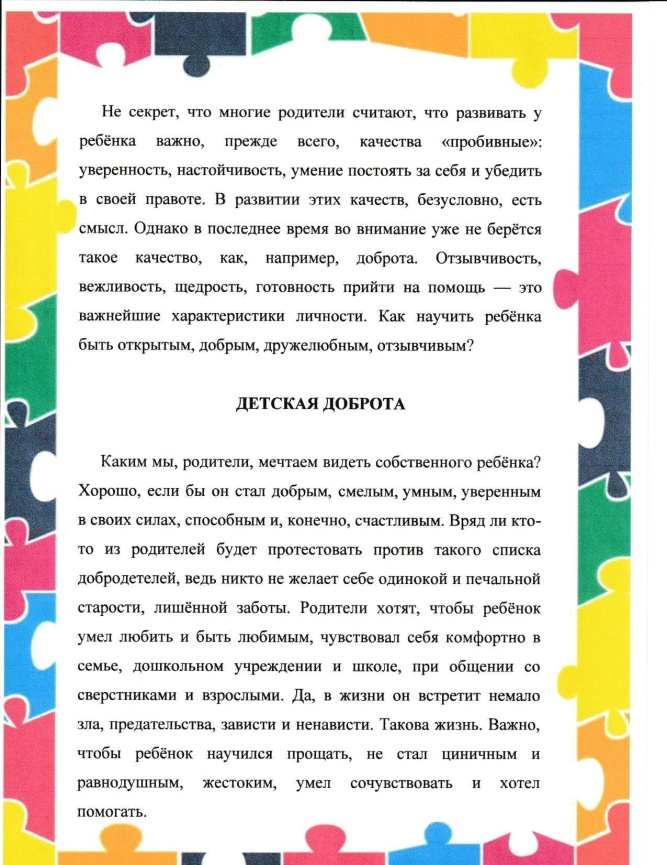 Не секрет, что многие родители считают, что развивать у
ребёнка важно, прежде всего, качества «пробивные»:
уверенность, настойчивость, умение постоять за себя и убедить
в своей правоте. В развитии этих качеств, безусловно, есть
смысл. Однако в последнее время во внимание уже не берётся
такое качество, как, например, доброта. Отзывчивость,
вежливость, щедрость, готовность прийти на помощь — это
важнейшие характеристики личности. Как научить ребёнка
быть открытым, добрым, дружелюбным, отзывчивым?
ДЕТСКАЯ ДОБРОТА
Каким мы, родители, мечтаем видеть собственного ребёнка?
Хорошо, если бы он стал добрым, смелым, умным, уверенным
в своих силах, способным и, конечно, счастливым. Вряд ли кто-
то из родителей будет протестовать против такого списка
добродетелей, ведь никто не желает себе одинокой и печальной
старости, лишённой заботы. Родители хотят, чтобы ребёнок
умел любить и быть любимым, чувствовал себя комфортно в
семье, дошкольном учреждении и школе, при общении со
сверстниками и взрослыми. Да, в жизни он встретит немало
зла, предательства, зависти и ненависти. Такова жизнь. Важно,
чтобы ребёнок научился прощать, не стал циничным и
равнодушным, жестоким, умел сочувствовать и хотел
помогать.